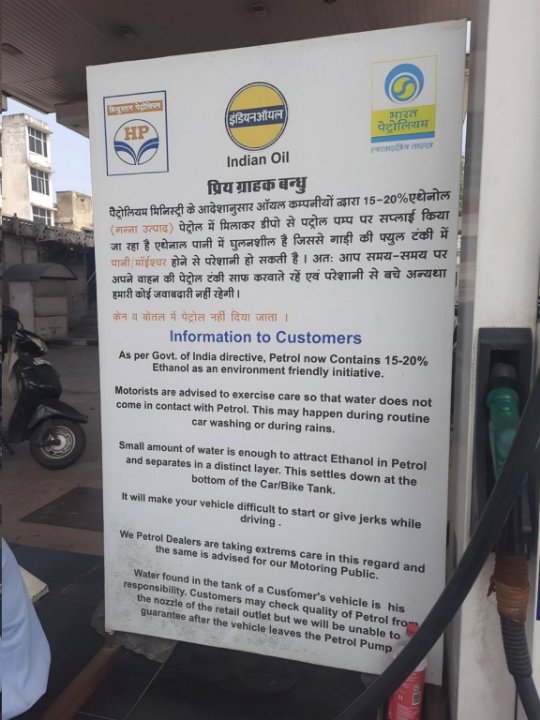 हिन्दुस्तान पेट्रोलियम
HP
इंडियनऑयल
Indian Oil
भारत
पेट्रोलियम
एनरजाइज़िंग लाइव्ज़
प्रिय ग्राहक बन्धु
पैट्रोलियम मिनिस्ट्री के आदेशानुसार ऑयल कम्पनीयों द्वारा 15-20% एथेनोल
(गन्ना उत्पाद) पेट्रोल में मिलाकर डीपो से पट्रोल पम्प पर सप्लाई किया
जा रहा है एथेनाल पानी में घुलनशील है जिससे गाड़ी की फ्युल टंकी में
पानी/मॉईश्चर होने से परेशानी हो सकती है । अतः आप समय-समय पर
अपने वाहन की पेट्रोल टंकी साफ करवाते रहें एवं परेशानी से बचे अन्यथा
हमारी कोई जवाबदारी नहीं रहेगी ।
केन व बोतल में पेट्रोल नहीं दिया जाता ।
Information to Customers
As per Govt. of India directive, Petrol now Contains 15-20%
Ethanol as an environment friendly initiative.
Motorists are advised to exercise care so that water does not
come in contact with Petrol. This may happen during routine
car washing or during rains.
Small amount of water is enough to attract Ethanol in Petrol
and separates in a distinct layer. This settles down at the
bottom of the Car/Bike Tank.
It will make your vehicle difficult to start or give jerks while
driving .
We Petrol Dealers are taking extrems care in this regard and
the same is advised for our Motoring Public.
Water found in the tank of a Customer's vehicle is his
responsibility. Customers may check quality of Petrol from
the nozzle of the retail outlet but we will be unable to
guarantee after the vehicle leaves the Petrol Pump